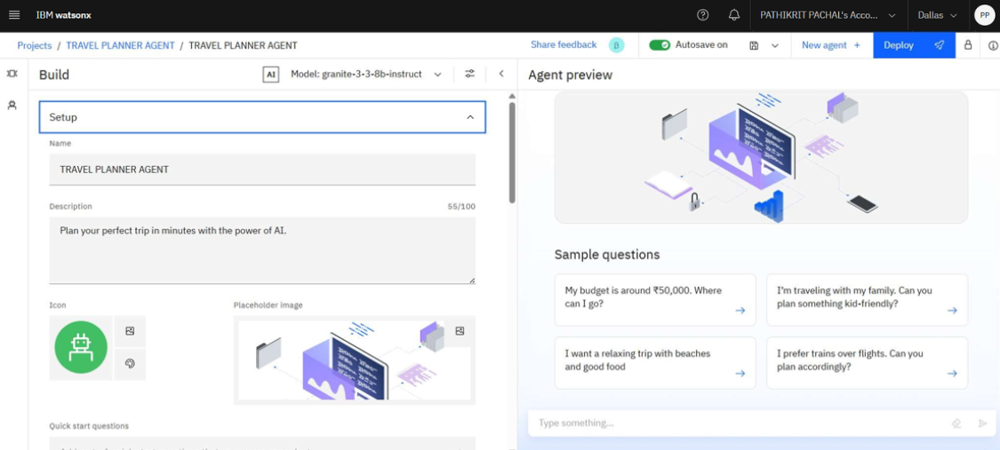 IBM watsonx
PATHIKRIT PACHAL's Acco...
Dallas
PP
Projects / TRAVEL PLANNER AGENT / TRAVEL PLANNER AGENT
Share feedback
Autosave on
New agent +
Deploy
Build
AI
Model: granite-3-3-8b-instruct
Agent preview
Setup
Name
TRAVEL PLANNER AGENT
Description
55/100
Plan your perfect trip in minutes with the power of AI.
Icon
Placeholder image
Quick start questions
Sample questions
My budget is around ₹50,000. Where
can I go?
I'm traveling with my family. Can you
plan something kid-friendly?
I want a relaxing trip with beaches
and good food
I prefer trains over flights. Can you
plan accordingly?
Type something...